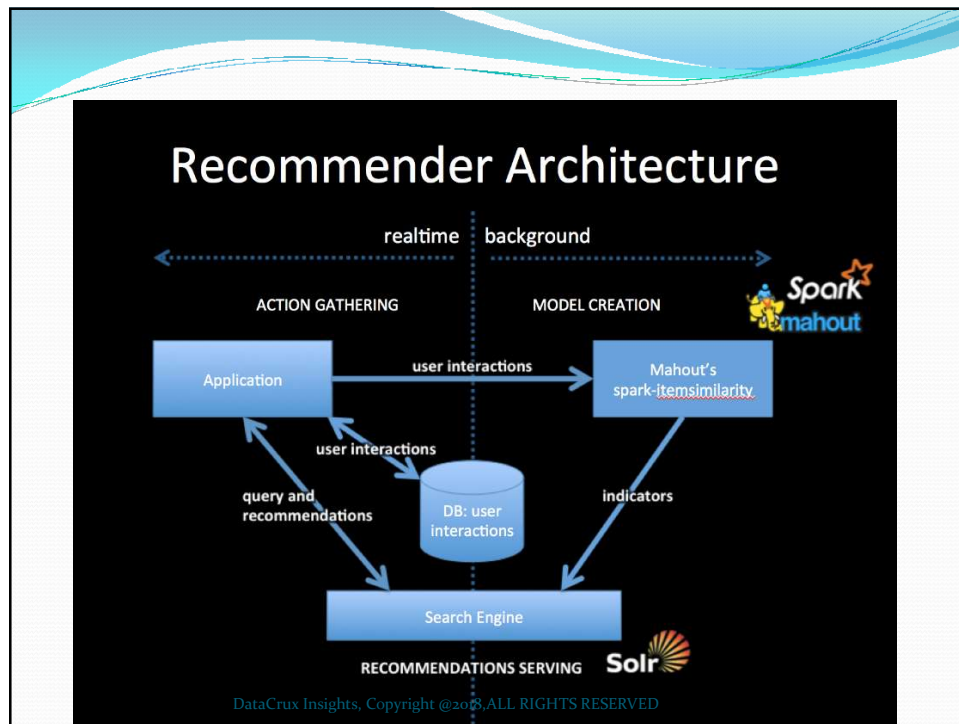 Recommender Architecture
realtime
background
ACTION GATHERING
MODEL CREATION
Spark
mahout
Application
user interactions
Mahout's
spark-itemsimilarity
user interactions
query and
recommendations
DB: user
interactions
indicators
Search Engine
RECOMMENDATIONS SERVING
Solr
DataCrux Insights, Copyright @2018,ALL RIGHTS RESERVED